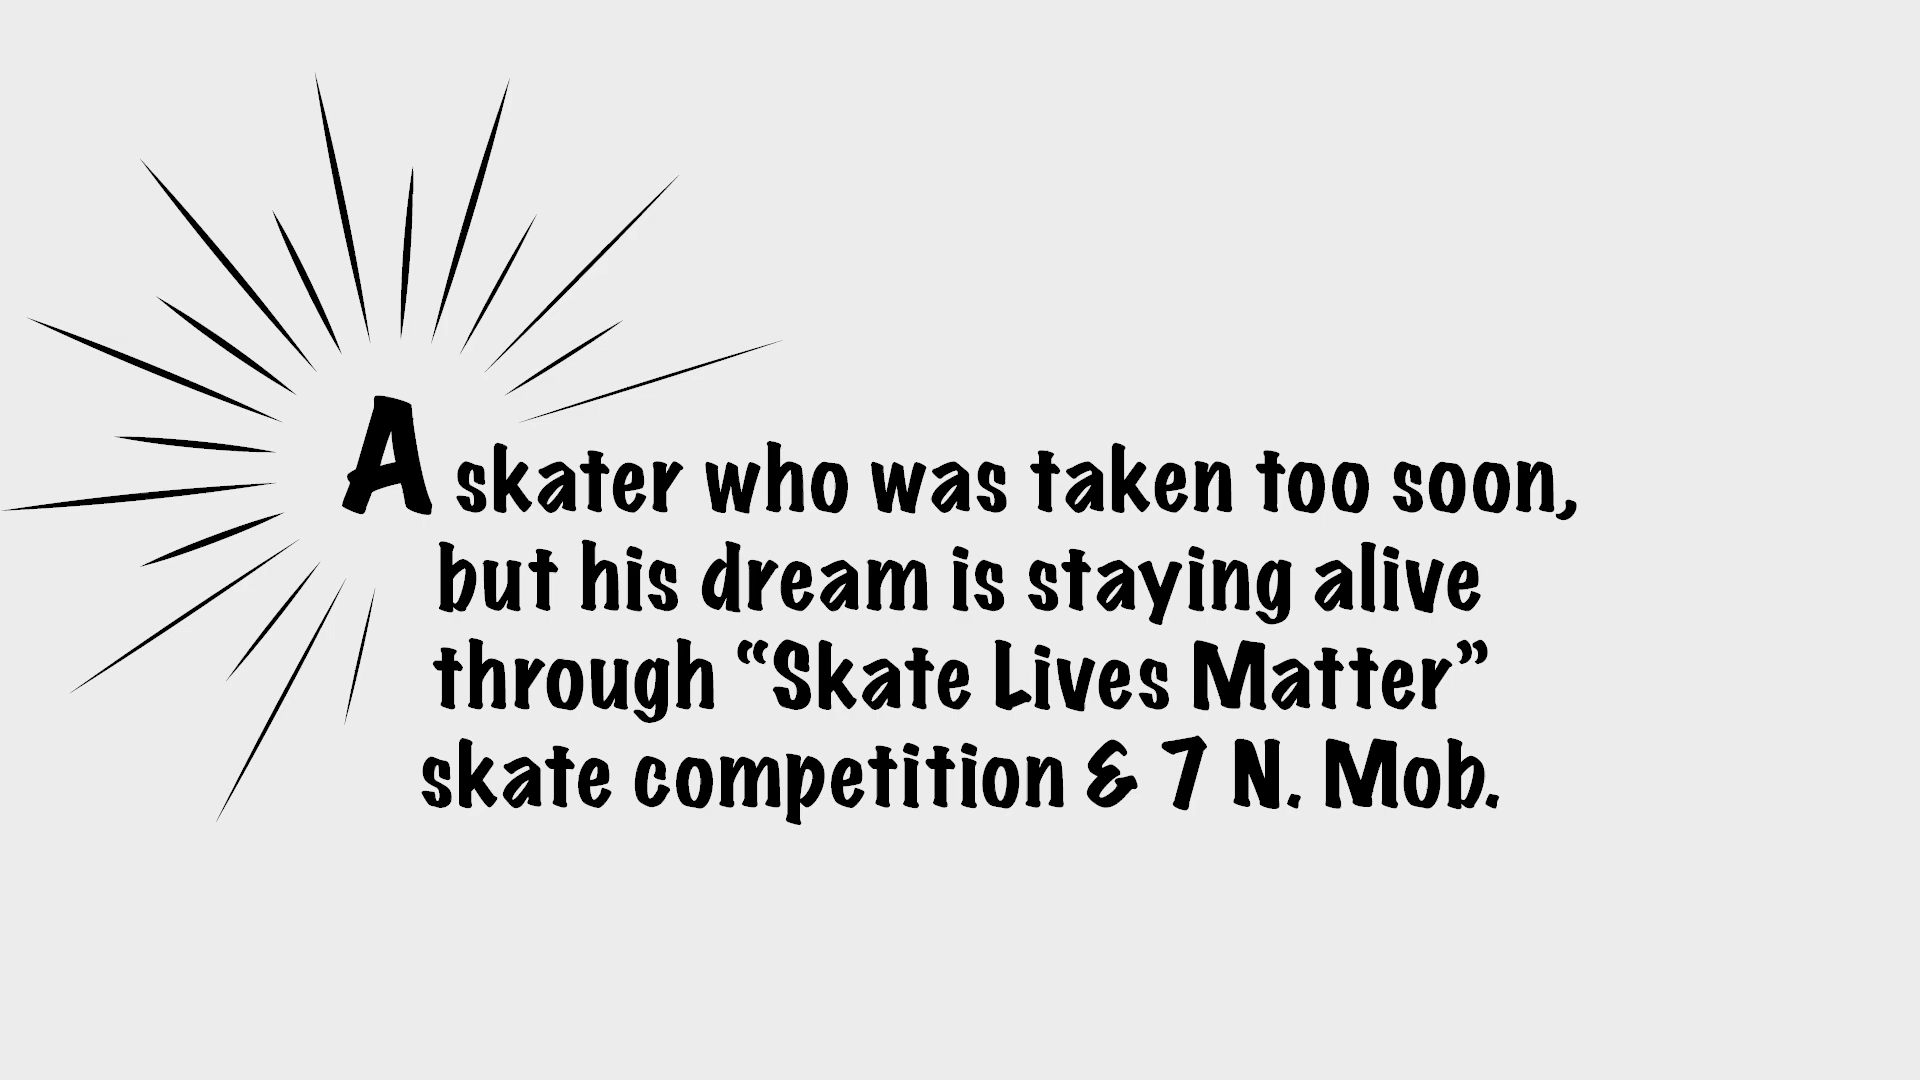 A skater who was taken too soon,
but his dream is staying alive
through “Skate Lives Matter”
skate competition & 7 N. Mob.